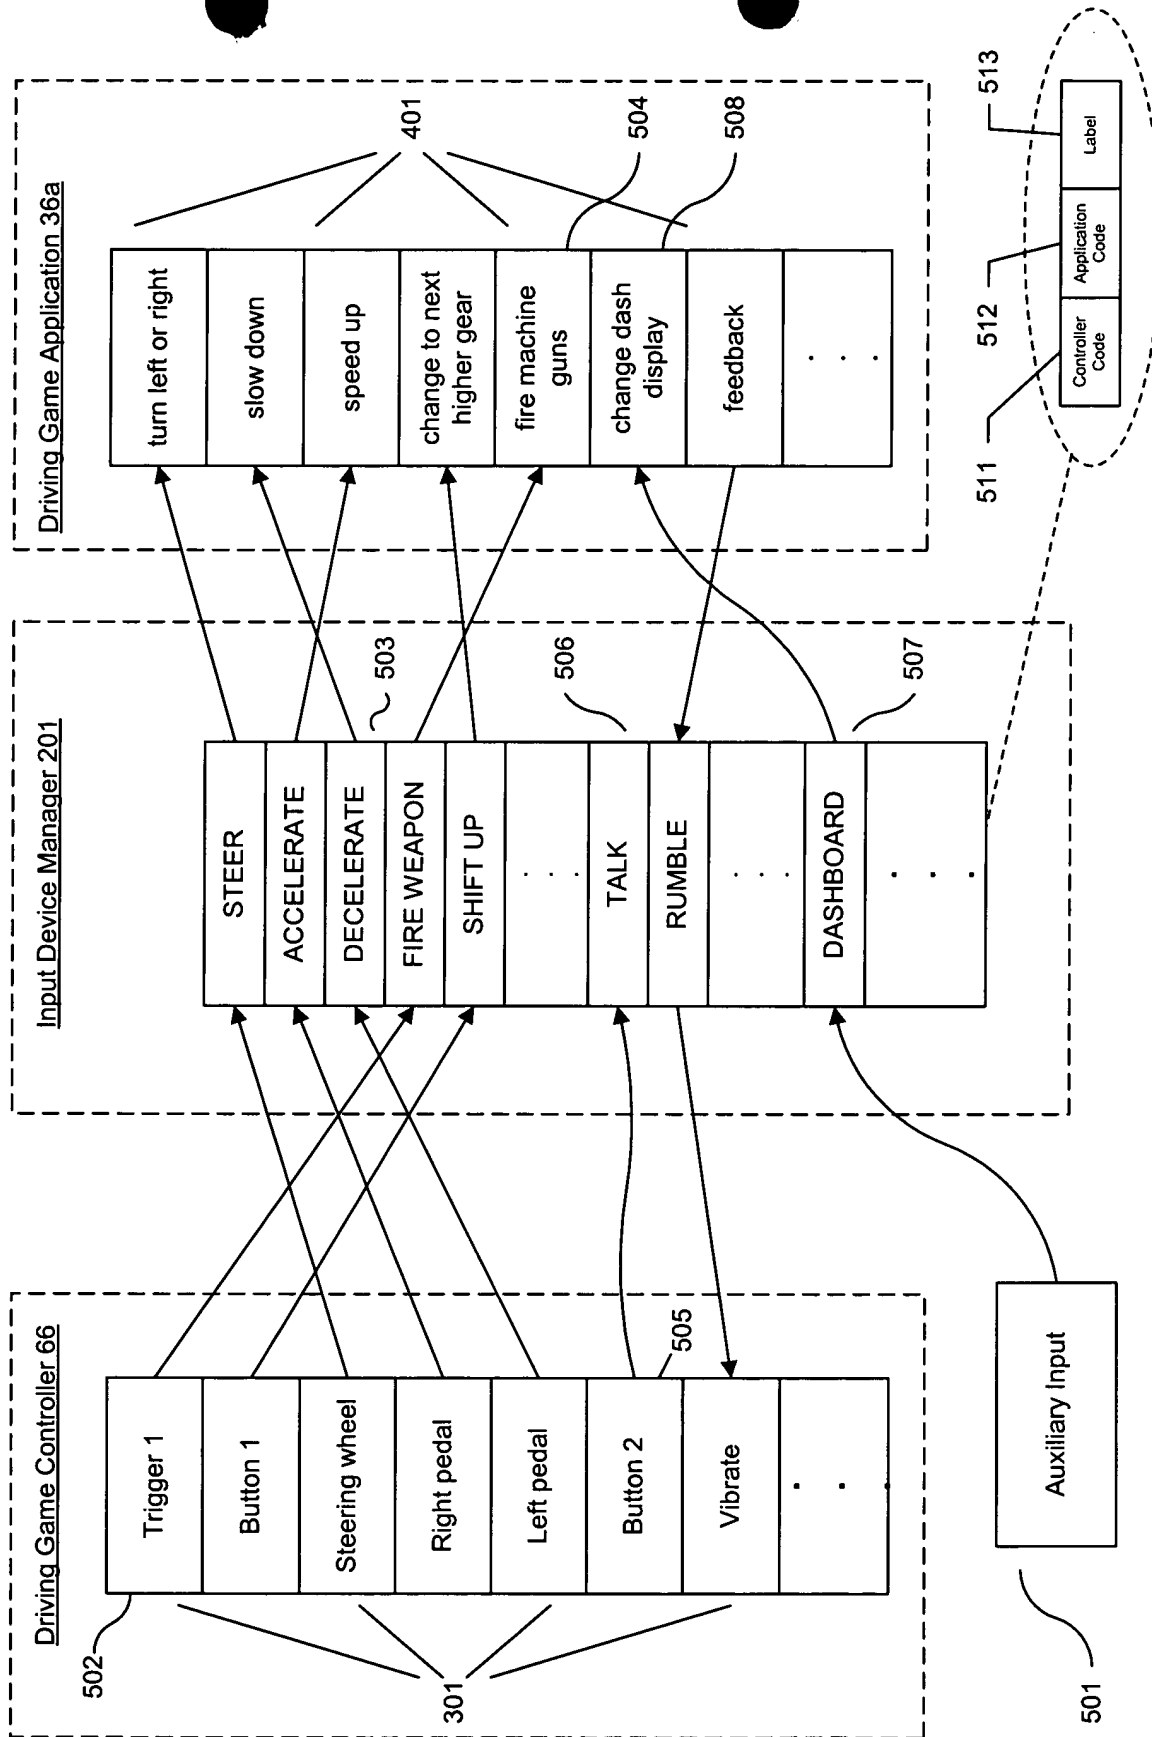 Driving Game Controller 66
502
Trigger 1
Button 1
Steering wheel
Right pedal
Left pedal
Button 2
Vibrate
. . .
301
505
Auxiliary Input
501
Input Device Manager 201
STEER
ACCELERATE
DECELERATE
FIRE WEAPON
SHIFT UP
. . .
TALK
RUMBLE
. . .
DASHBOARD
. . .
503
506
507
Driving Game Application 36a
turn left or right
slow down
speed up
change to next
higher gear
fire machine
guns
change dash
display
feedback
. . .
401
504
508
511
512
513
Controller
Code
Application
Code
Label